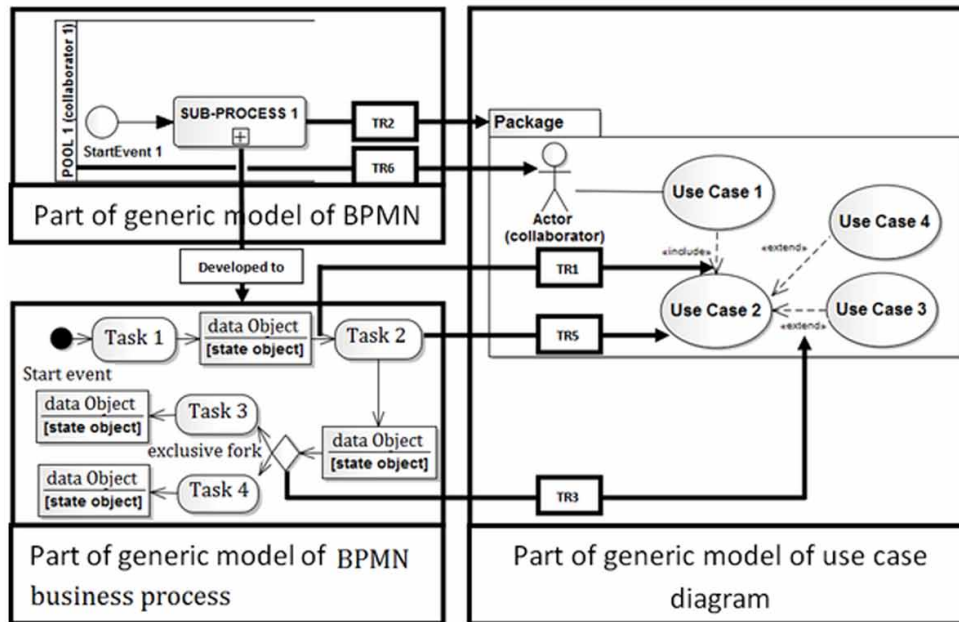 POOL 1 (collaborator 1)
SUB-PROCESS 1
StartEvent 1
TR2
TR6
Part of generic model of BPMN
Developed to
Package
Actor
(collaborator)
Use Case 1
Use Case 4
«include»
«extend»
Use Case 2
Use Case 3
«extend»
TR1
TR5
TR3
Task 1
data Object
[state object]
Task 2
Start event
data Object
[state object]
Task 3
exclusive fork
data Object
[state object]
data Object
[state object]
Task 4
Part of generic model of BPMN
business process
Part of generic model of use case
diagram